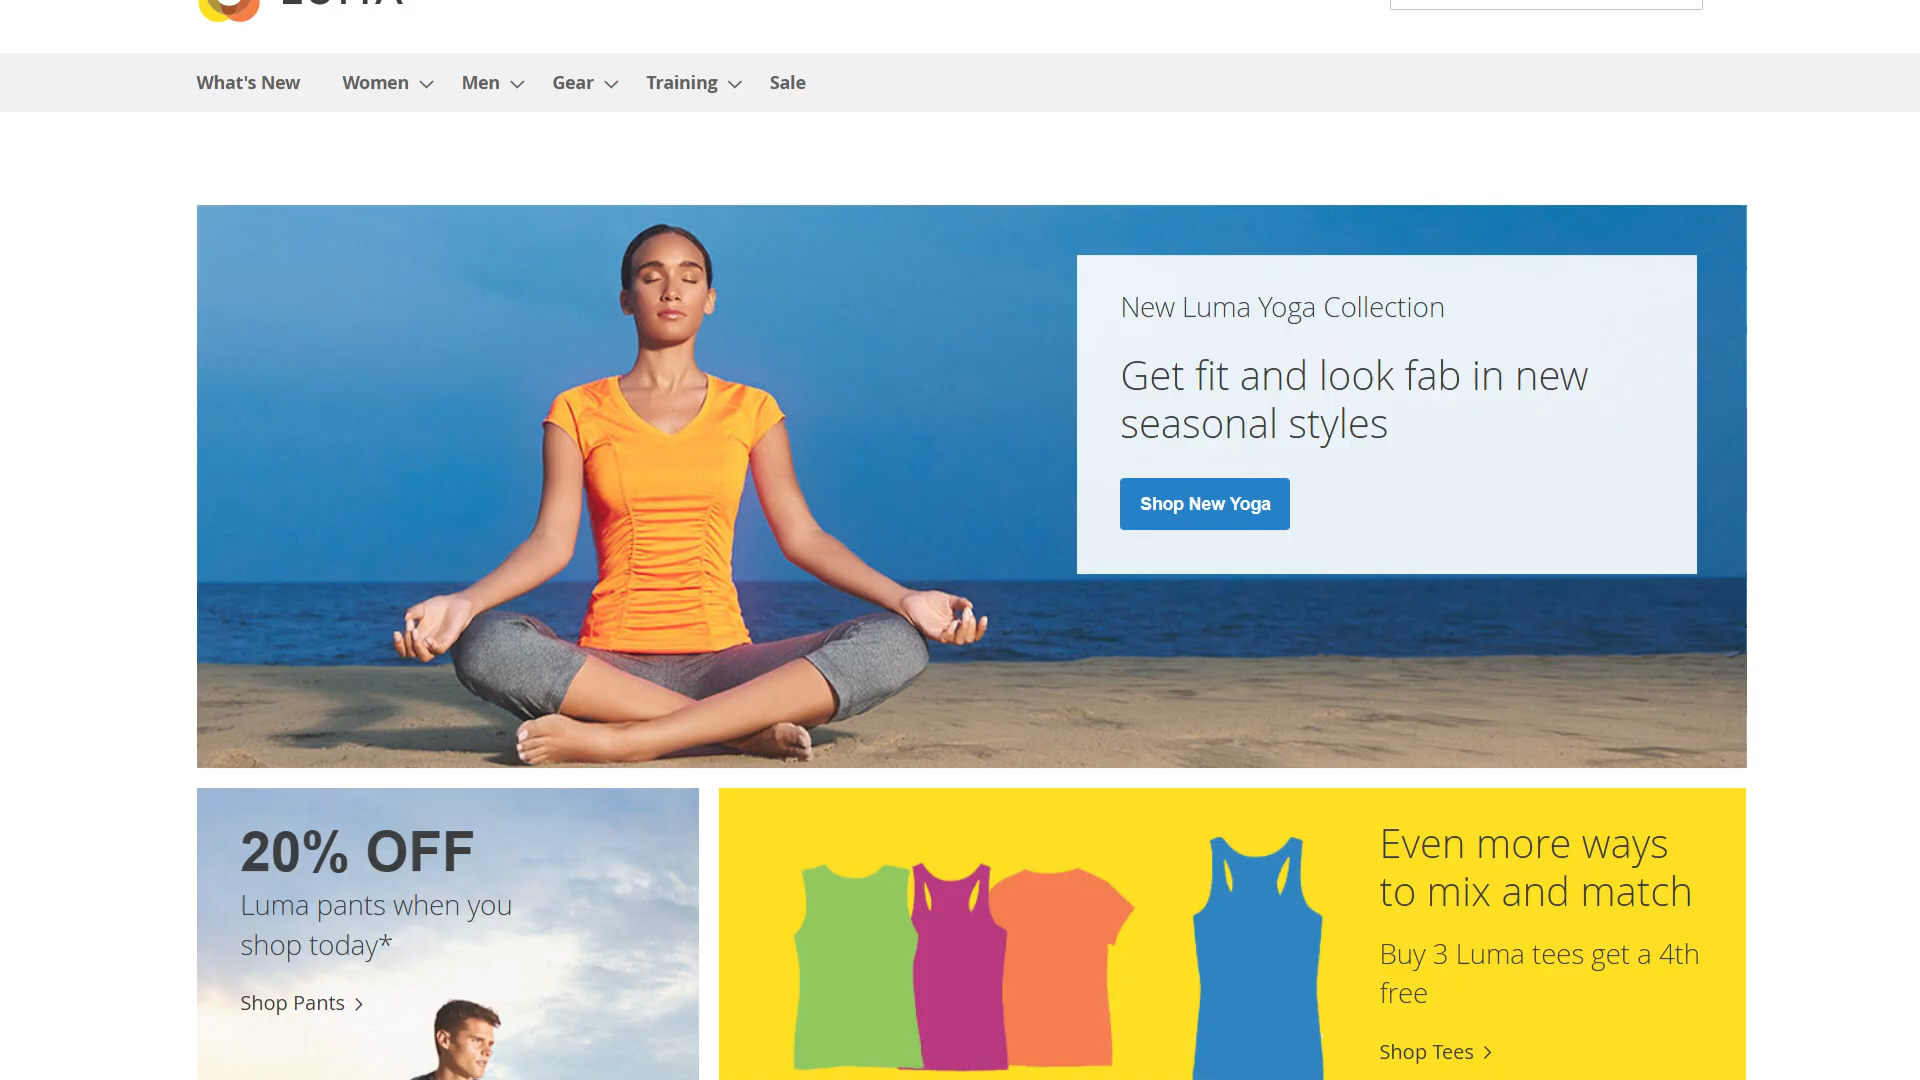 LUMA
What's New Women Men Gear Training Sale
New Luma Yoga Collection
Get fit and look fab in new
seasonal styles
Shop New Yoga
20% OFF
Luma pants when you
shop today*
Shop Pants
Even more ways
to mix and match
Buy 3 Luma tees get a 4th
free
Shop Tees